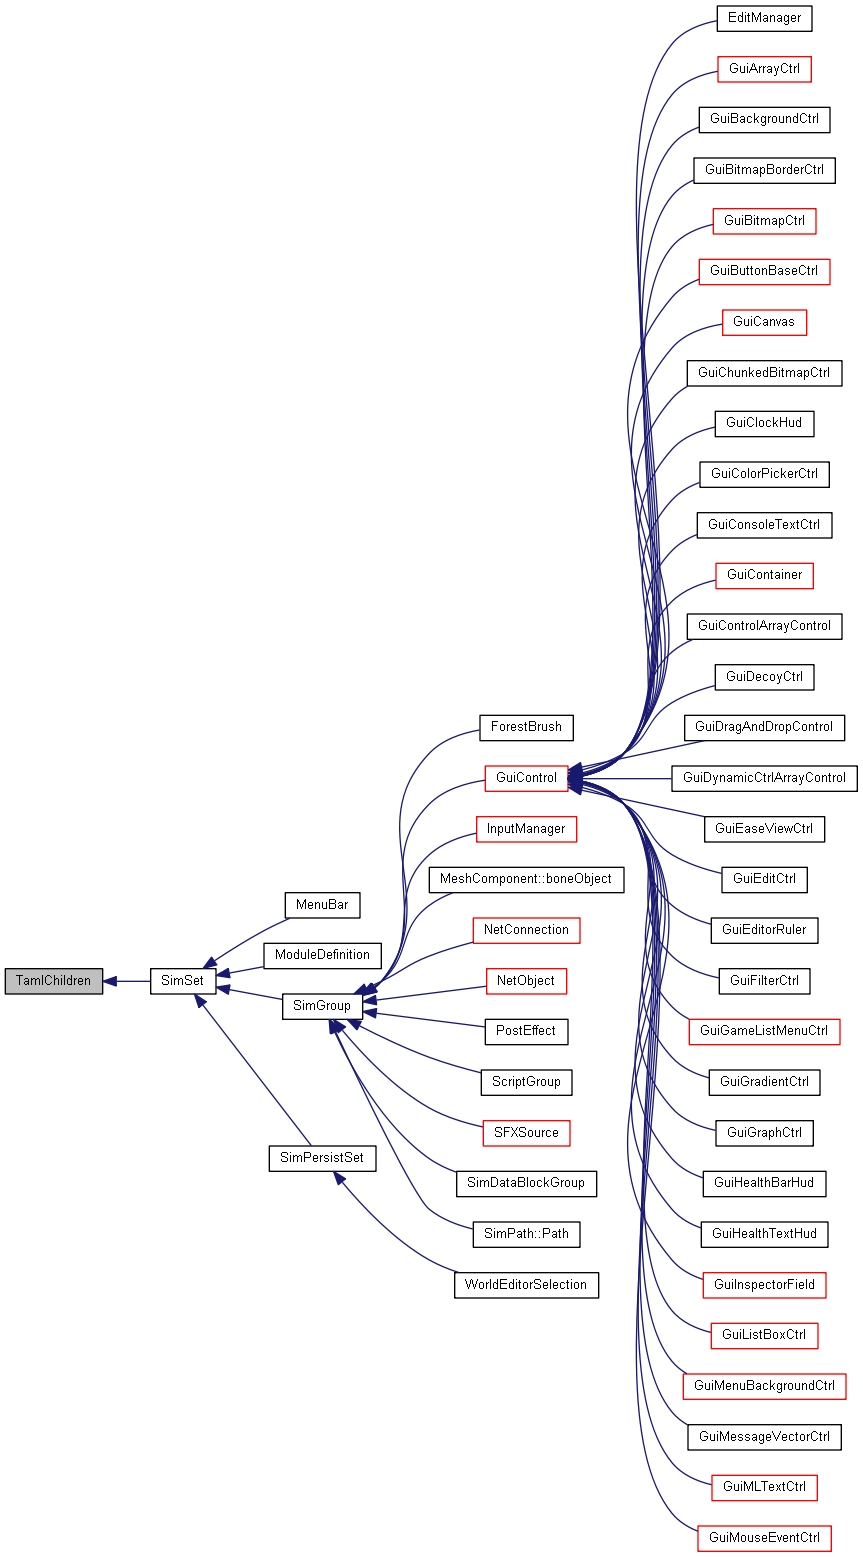 EditManager
GuiArrayCtrl
GuiBackgroundCtrl
GuiBitmapBorderCtrl
GuiBitmapCtrl
GuiButtonBaseCtrl
GuiCanvas
GuiChunkedBitmapCtrl
GuiClockHud
GuiColorPickerCtrl
GuiConsoleTextCtrl
GuiContainer
GuiControlArrayControl
GuiDecoyCtrl
ForestBrush
GuiDragAndDropControl
GuiControl
GuiDynamicCtrlArrayControl
InputManager
GuiEaseViewCtrl
MeshComponent::boneObject
GuiEditCtrl
MenuBar
NetConnection
GuiEditorRuler
ModuleDefinition
TamlChildren
SimSet
NetObject
GuiFilterCtrl
SimGroup
PostEffect
GuiGameListMenuCtrl
ScriptGroup
GuiGradientCtrl
SFXSource
GuiGraphCtrl
SimPersistSet
SimDataBlockGroup
GuiHealthBarHud
SimPath::Path
GuiHealthTextHud
WorldEditorSelection
GuiInspectorField
GuiListBoxCtrl
GuiMenuBackgroundCtrl
GuiMessageVectorCtrl
GuiMLTextCtrl
GuiMouseEventCtrl